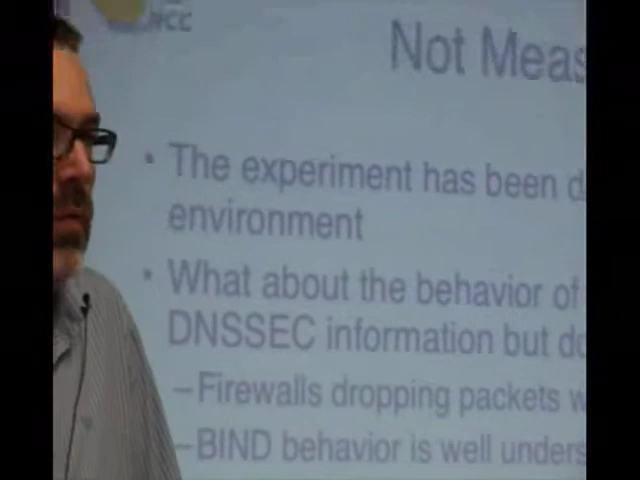 NCC
Not Meas
• The experiment has been d
environment
• What about the behavior of
DNSSEC information but do
– Firewalls dropping packets w
– BIND behavior is well unders